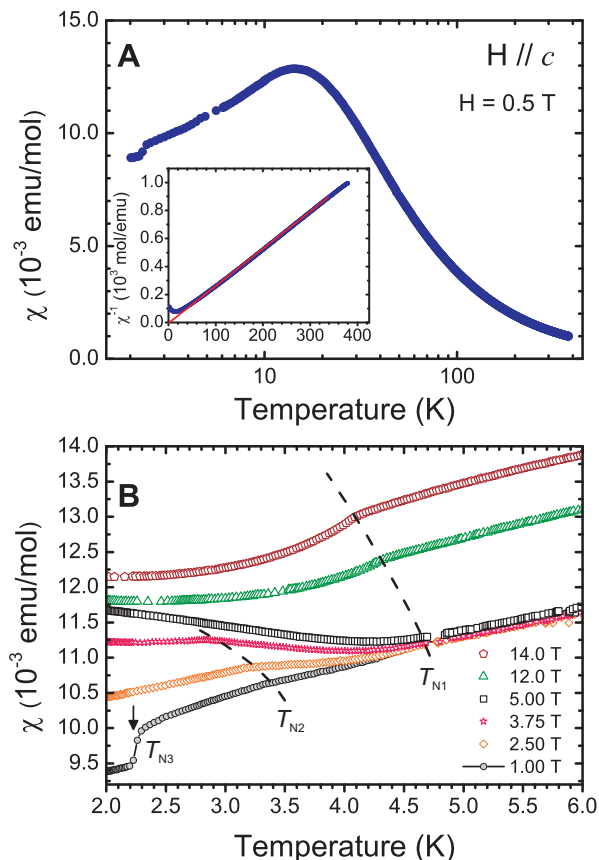 A
H // c
H = 0.5 T
χ (10⁻³ emu/mol)
15.0
10.0
5.0
0.0
χ⁻¹ (10³ mol/emu)
1.0
0.8
0.6
0.4
0.2
0.0
0 100 200 300 400
10 100
Temperature (K)
B
χ (10⁻³ emu/mol)
14.0
13.0
12.5
12.0
11.5
11.0
10.5
10.0
9.5
T_N1
T_N2
T_N3
14.0 T
12.0 T
5.00 T
3.75 T
2.50 T
1.00 T
2.0 2.5 3.0 3.5 4.0 4.5 5.0 5.5 6.0
Temperature (K)